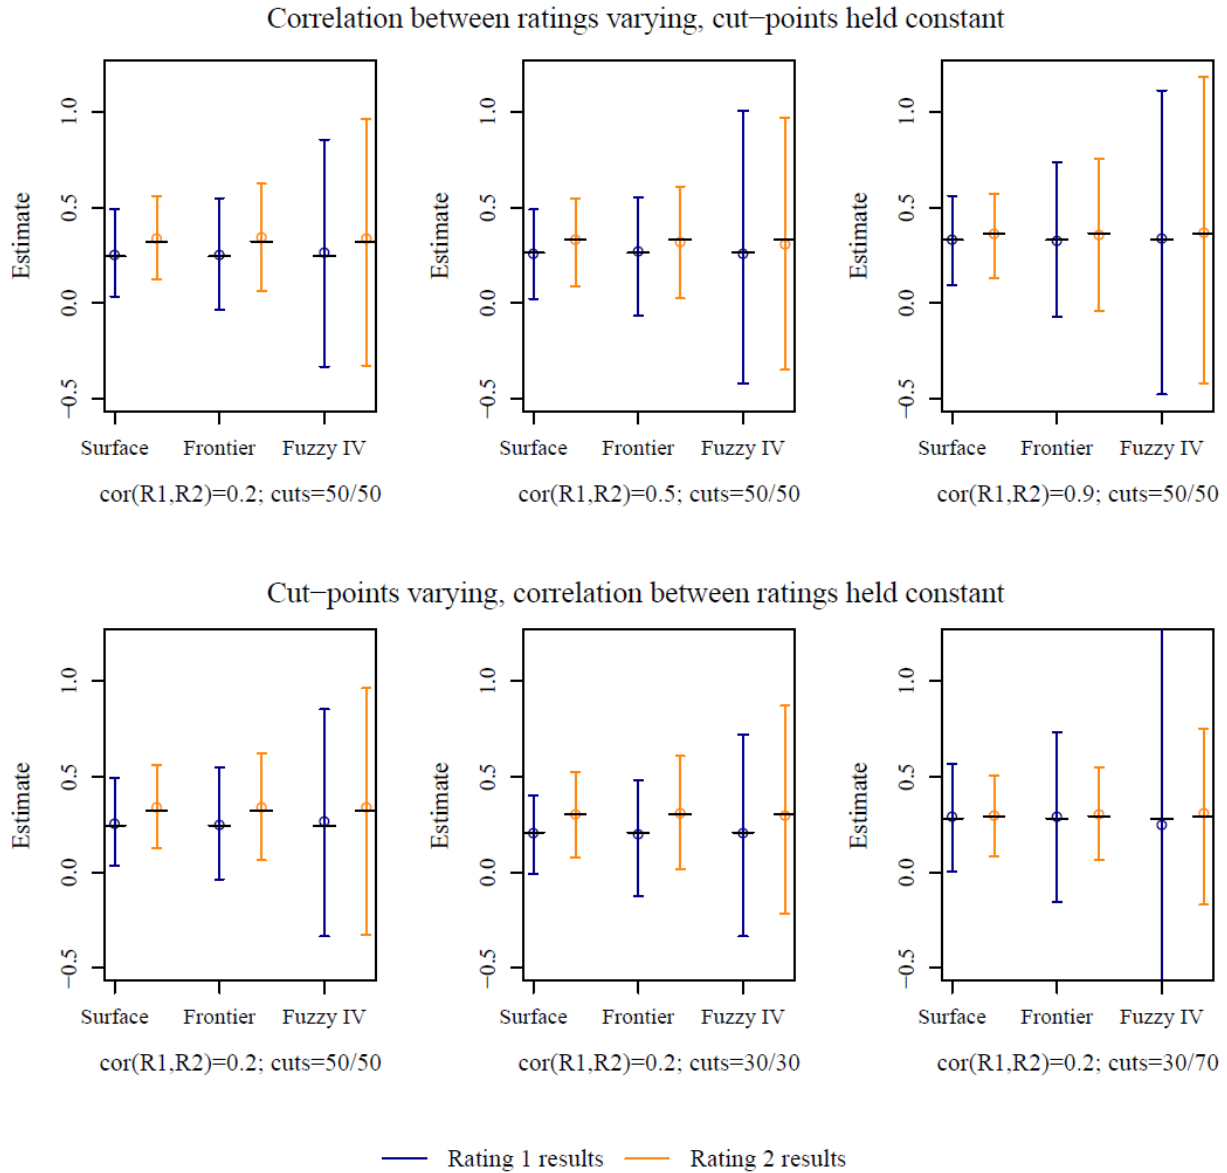 Correlation between ratings varying, cut−points held constant
Estimate
1.0
0.5
0.0
−0.5
Surface Frontier Fuzzy IV
cor(R1,R2)=0.2; cuts=50/50
Estimate
1.0
0.5
0.0
−0.5
Surface Frontier Fuzzy IV
cor(R1,R2)=0.5; cuts=50/50
Estimate
1.0
0.5
0.0
−0.5
Surface Frontier Fuzzy IV
cor(R1,R2)=0.9; cuts=50/50
Cut−points varying, correlation between ratings held constant
Estimate
1.0
0.5
0.0
−0.5
Surface Frontier Fuzzy IV
cor(R1,R2)=0.2; cuts=50/50
Estimate
1.0
0.5
0.0
−0.5
Surface Frontier Fuzzy IV
cor(R1,R2)=0.2; cuts=30/30
Estimate
1.0
0.5
0.0
−0.5
Surface Frontier Fuzzy IV
cor(R1,R2)=0.2; cuts=30/70
Rating 1 results Rating 2 results